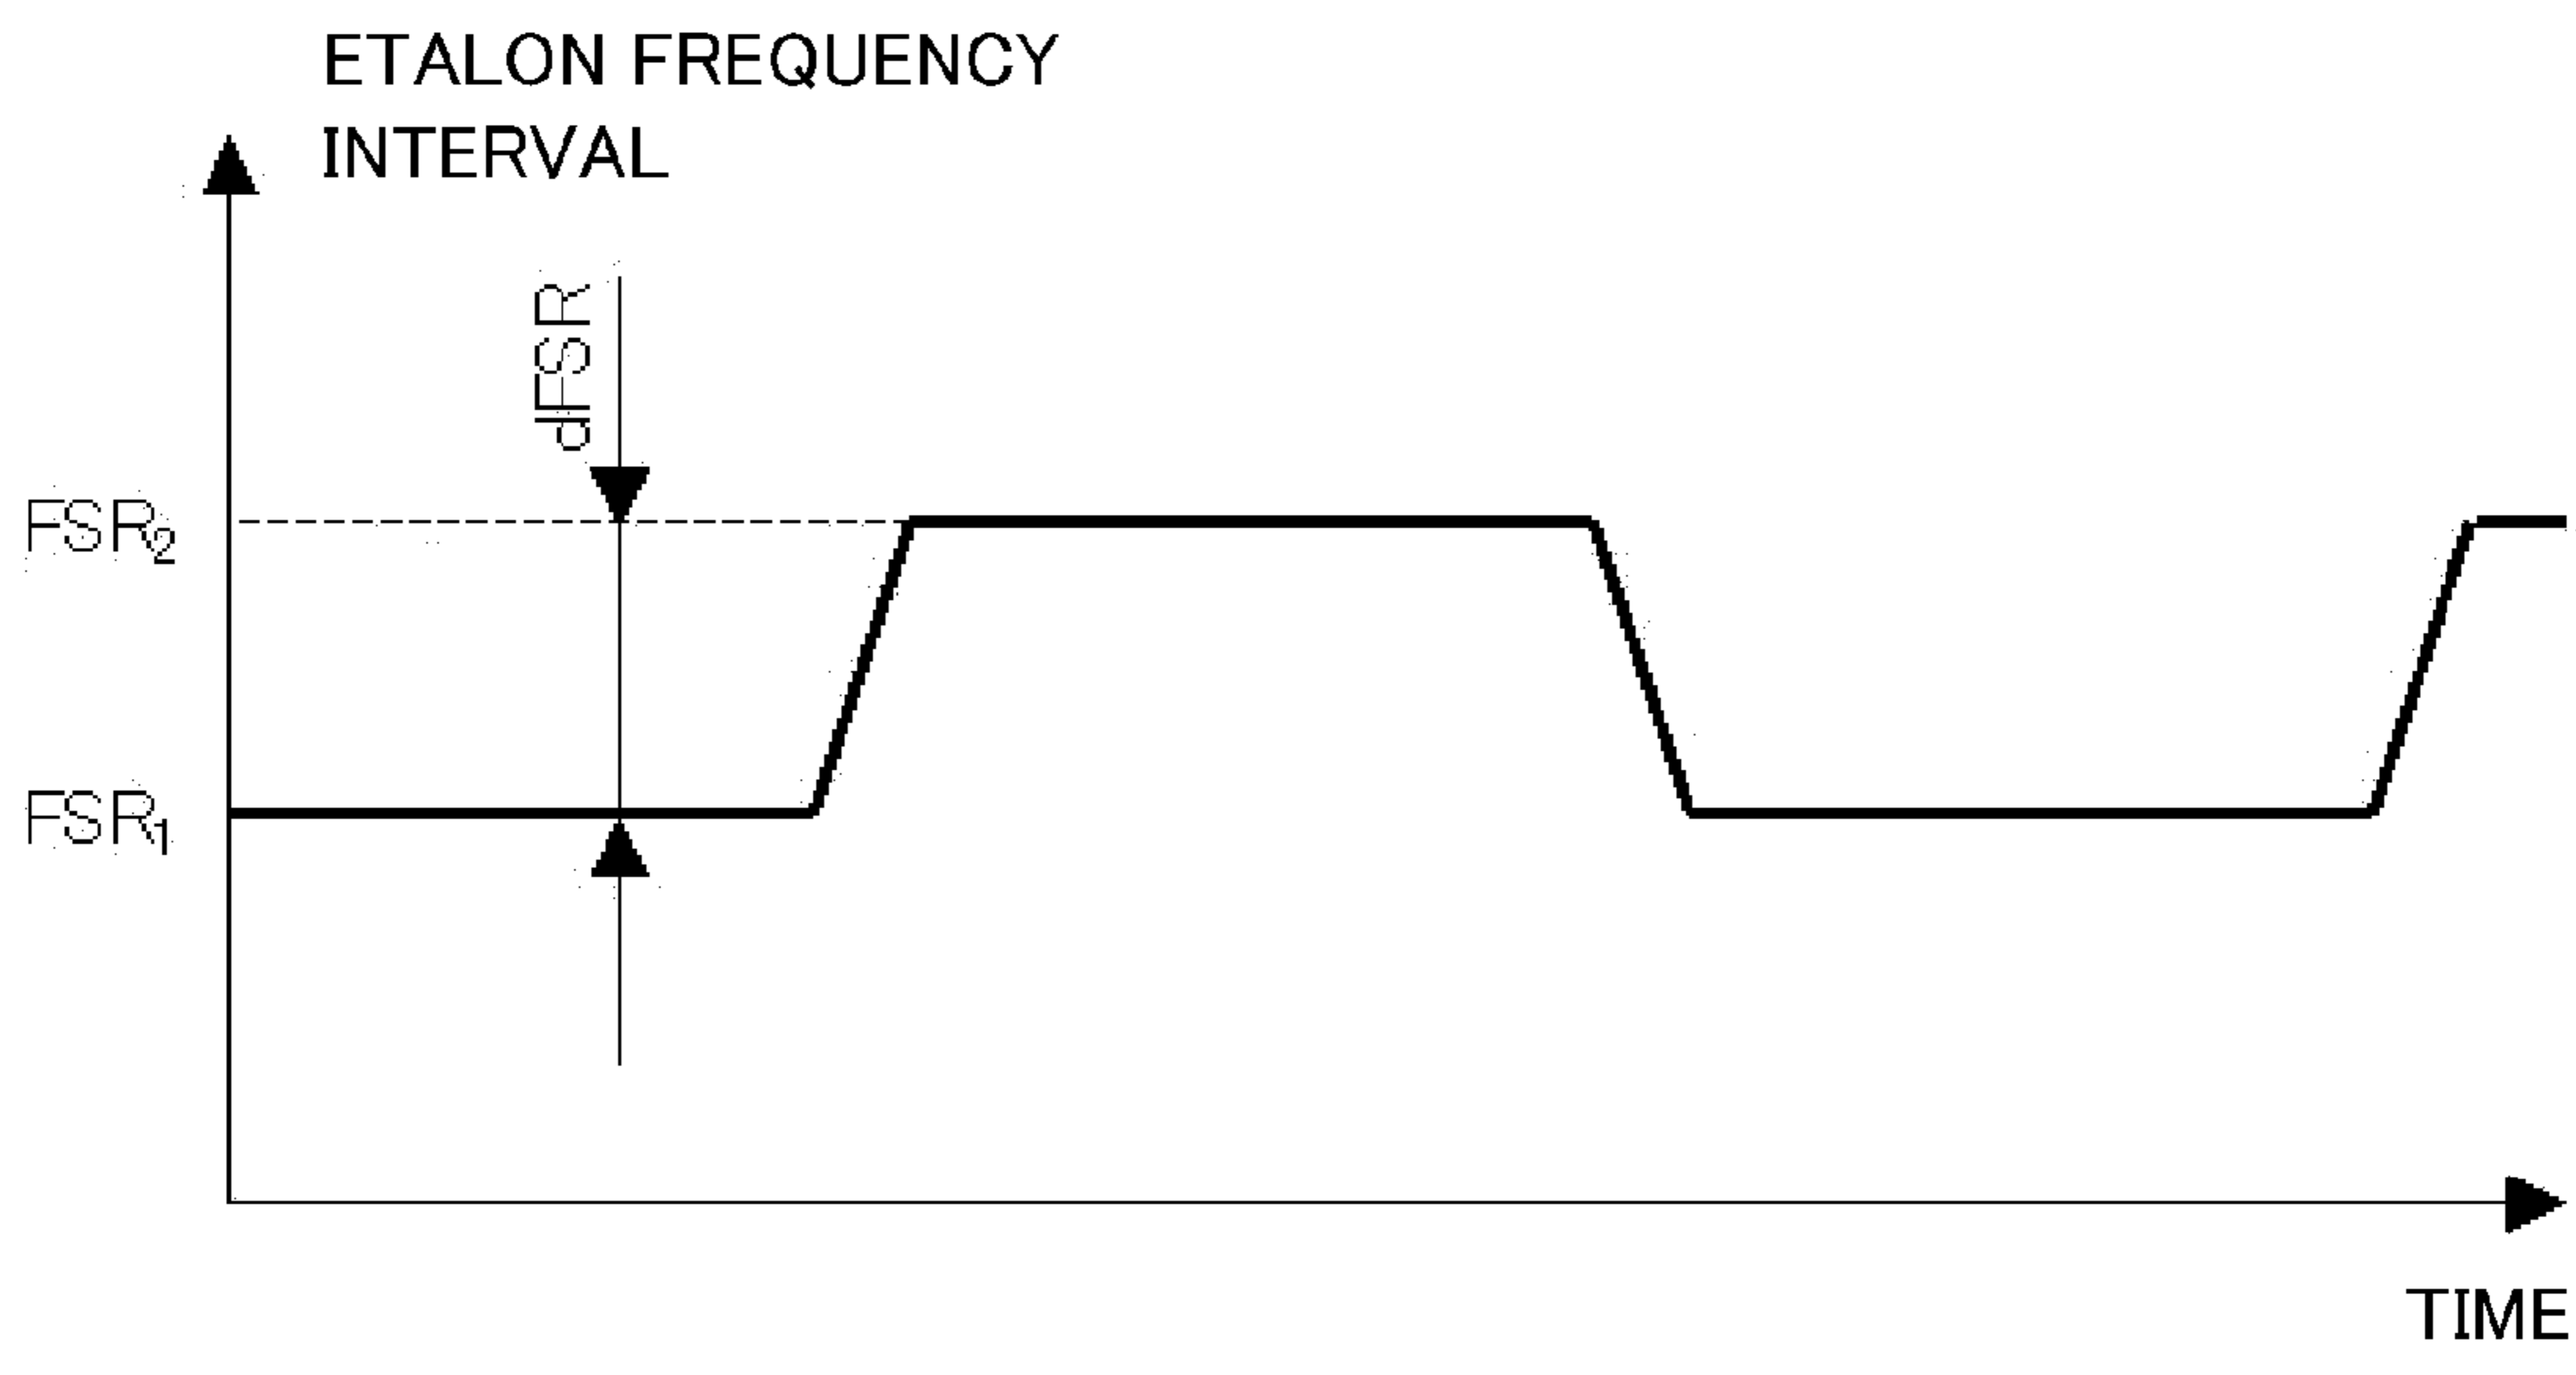 ETALON FREQUENCY
INTERVAL
dFSR
FSR₂
FSR₁
TIME